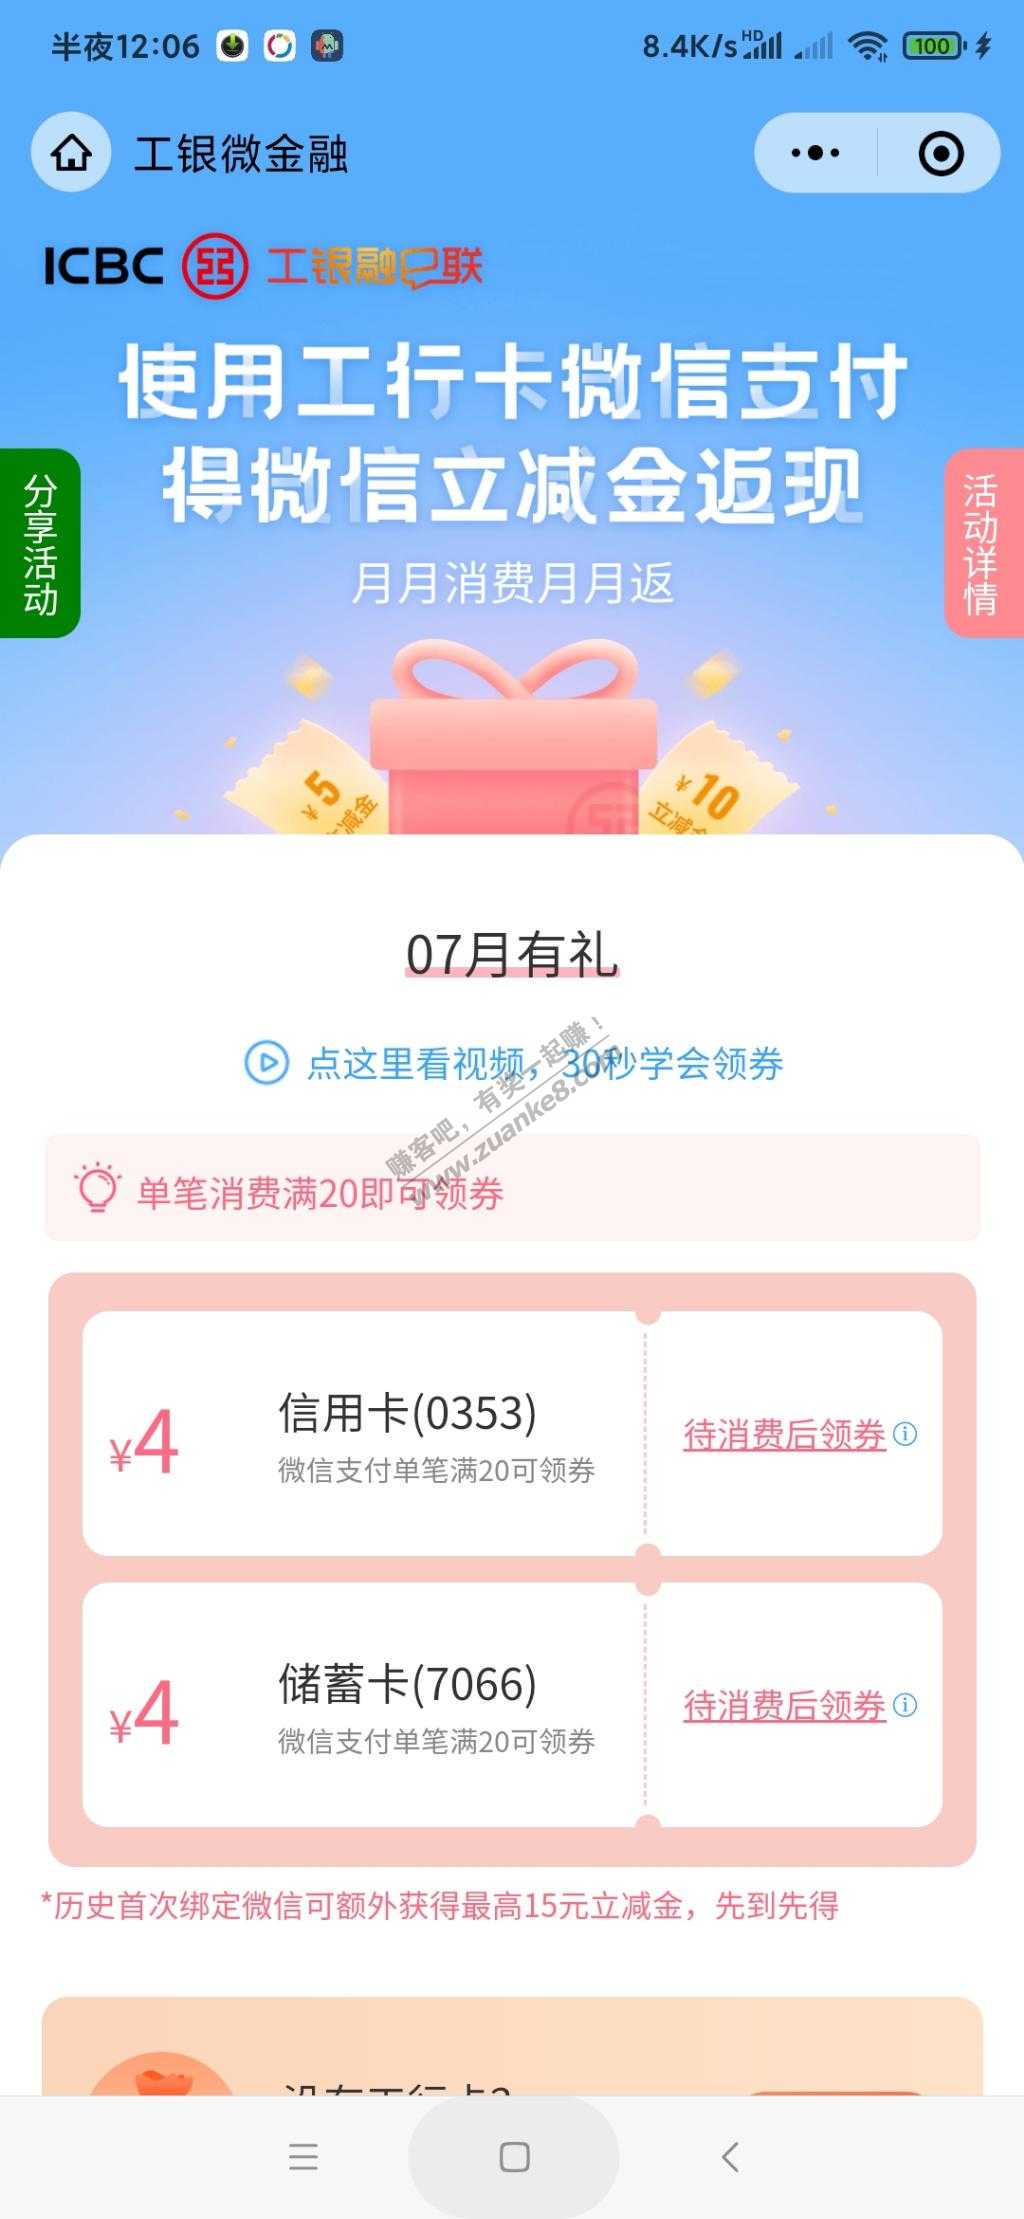 半夜12:06
8.4K/s HD 100
工银微金融
ICBC 工银融e联
使用工行卡微信支付
得微信立减金返现
月月消费月月返
分享活动
活动详情
¥5
立减金
¥10
立减金
07月有礼
点这里看视频，30秒学会领券
赚客吧，有奖一起赚！
www.zuanke8.com
单笔消费满20即可领券
¥4
信用卡(0353)
微信支付单笔满20可领券
待消费后领券
¥4
储蓄卡(7066)
微信支付单笔满20可领券
待消费后领券
*历史首次绑定微信可额外获得最高15元立减金，先到先得
没有工行卡?